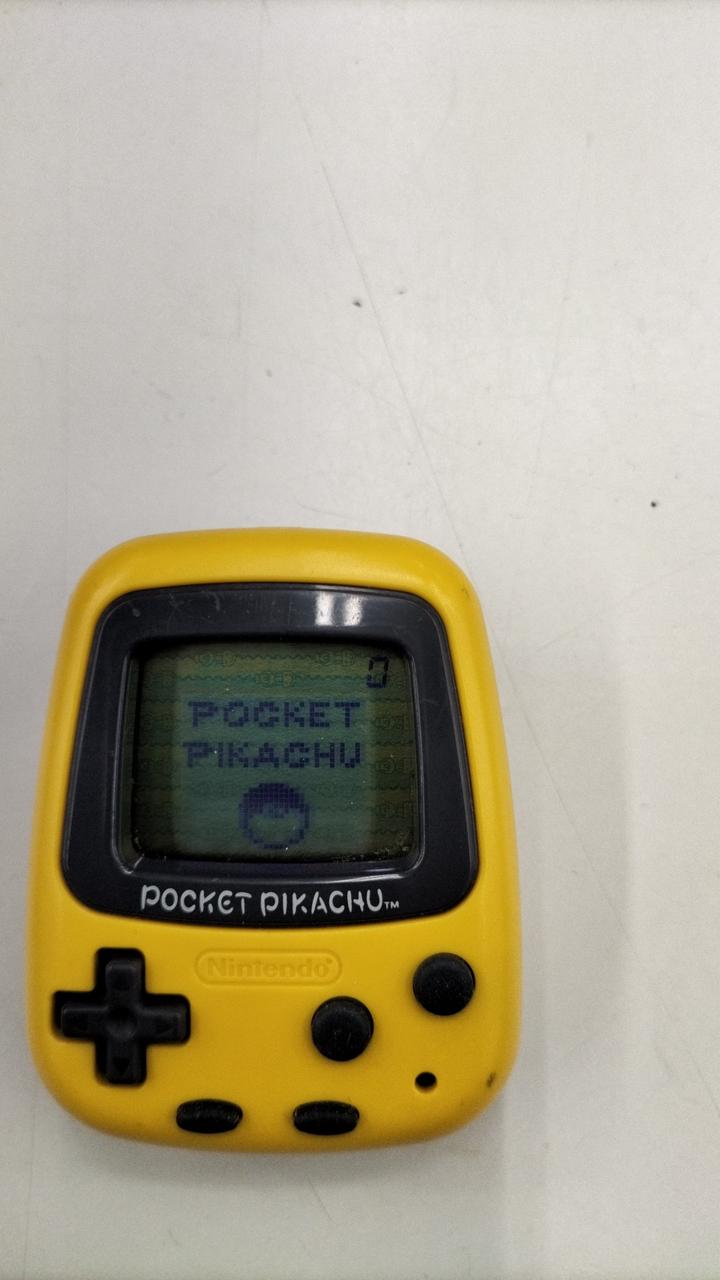 0
POCKET
PIKACHU
POCKET PIKACHU™
Nintendo®